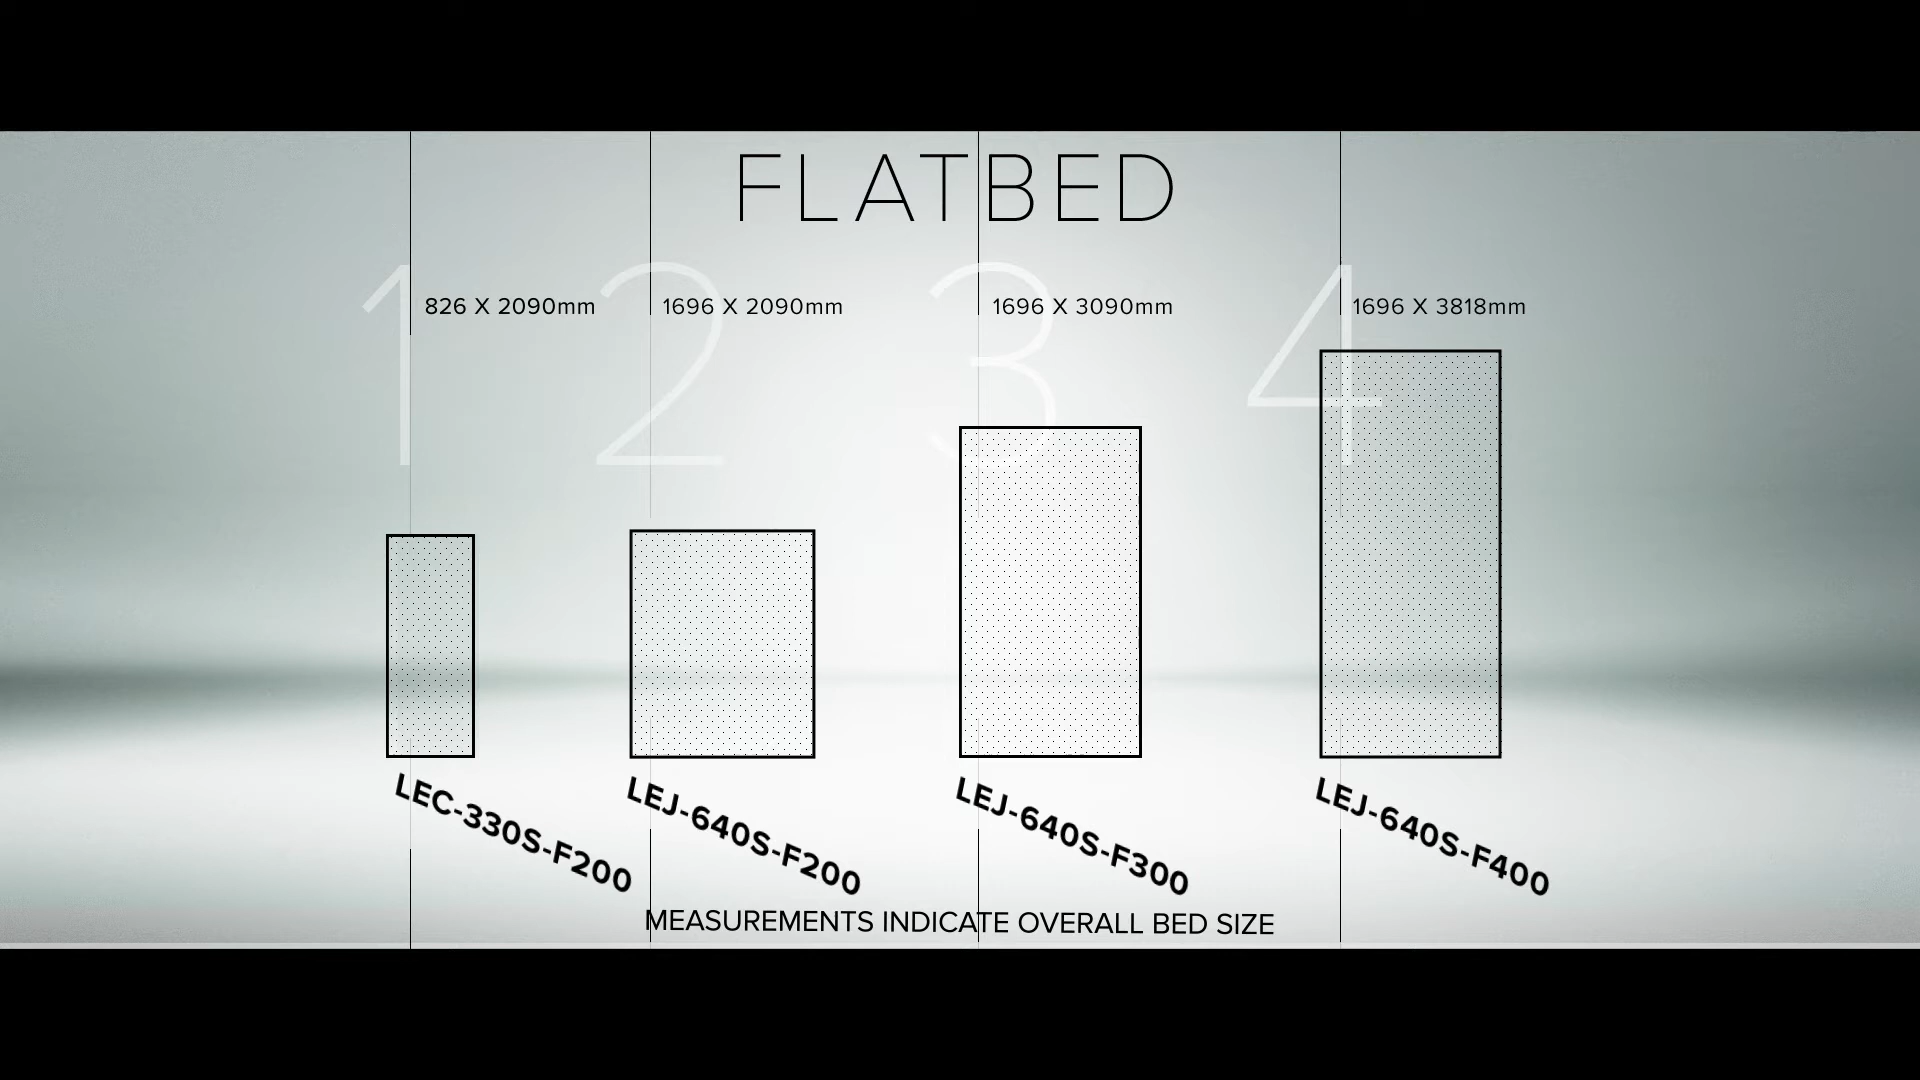 FLATBED
1 2 3 4
826 X 2090mm
1696 X 2090mm
1696 X 3090mm
1696 X 3818mm
LEC-330S-F200
LEJ-640S-F200
LEJ-640S-F300
LEJ-640S-F400
MEASUREMENTS INDICATE OVERALL BED SIZE